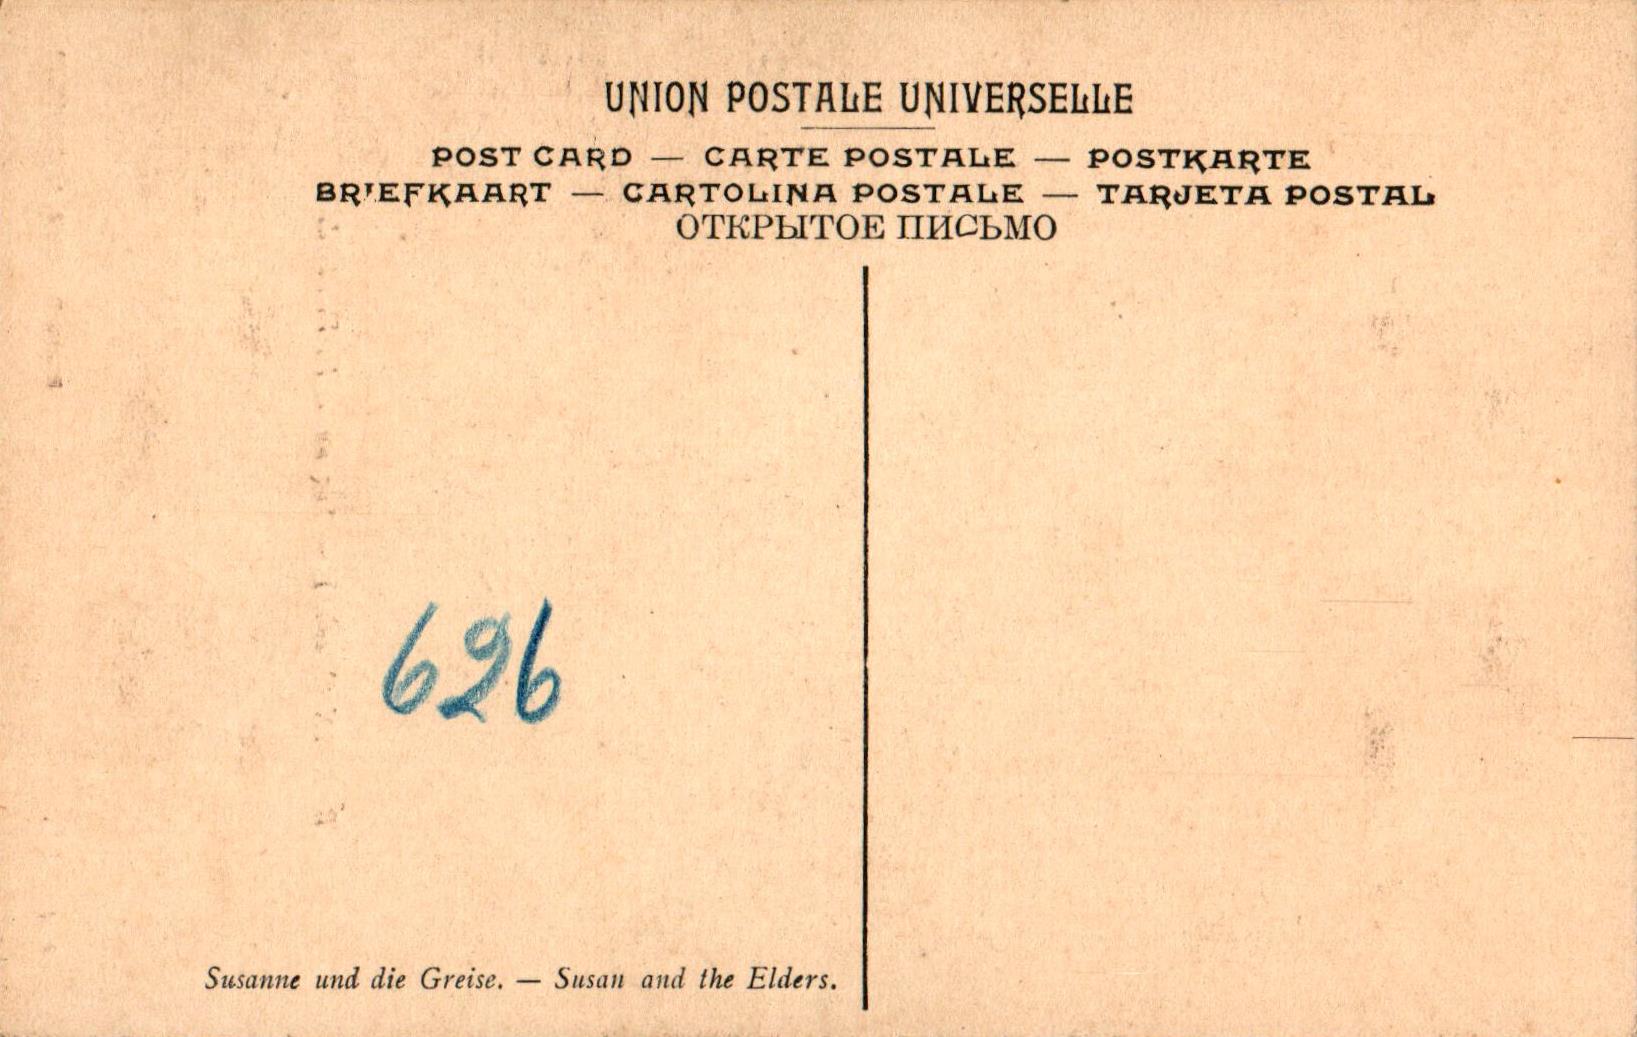 UNION POSTALE UNIVERSELLE
POST CARD — CARTE POSTALE — POSTKARTE
BRIEFKAART — CARTOLINA POSTALE — TARJETA POSTAL
ОТКРЫТОЕ ПИСЬМО
626
Susanne und die Greise. — Susan and the Elders.